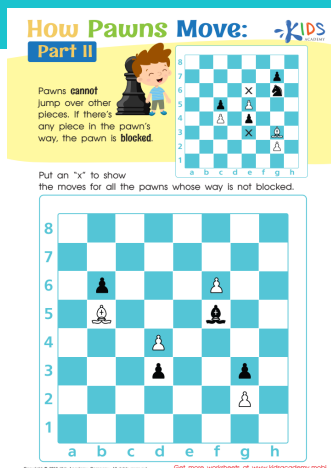 How Pawns Move:
KIDS
ACADEMY
Part II
Pawns cannot
jump over other
pieces. If there's
any piece in the pawn's
way, the pawn is blocked.
8
7
6
5
4
3
2
1
a b c d e f g h
Put an "x" to show
the moves for all the pawns whose way is not blocked.
8
7
6
5
4
3
2
1
a b c d e f g h
Get more worksheets at www.kidsacademy.mobi